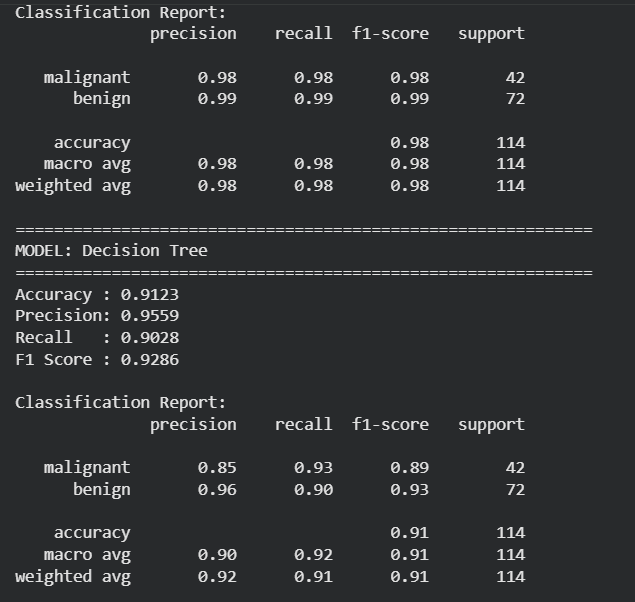 Classification Report:
              precision    recall  f1-score   support

   malignant       0.98      0.98      0.98        42
      benign       0.99      0.99      0.99        72

    accuracy                           0.98       114
   macro avg       0.98      0.98      0.98       114
weighted avg       0.98      0.98      0.98       114

============================================================
MODEL: Decision Tree
============================================================
Accuracy : 0.9123
Precision: 0.9559
Recall   : 0.9028
F1 Score : 0.9286

Classification Report:
              precision    recall  f1-score   support

   malignant       0.85      0.93      0.89        42
      benign       0.96      0.90      0.93        72

    accuracy                           0.91       114
   macro avg       0.90      0.92      0.91       114
weighted avg       0.92      0.91      0.91       114